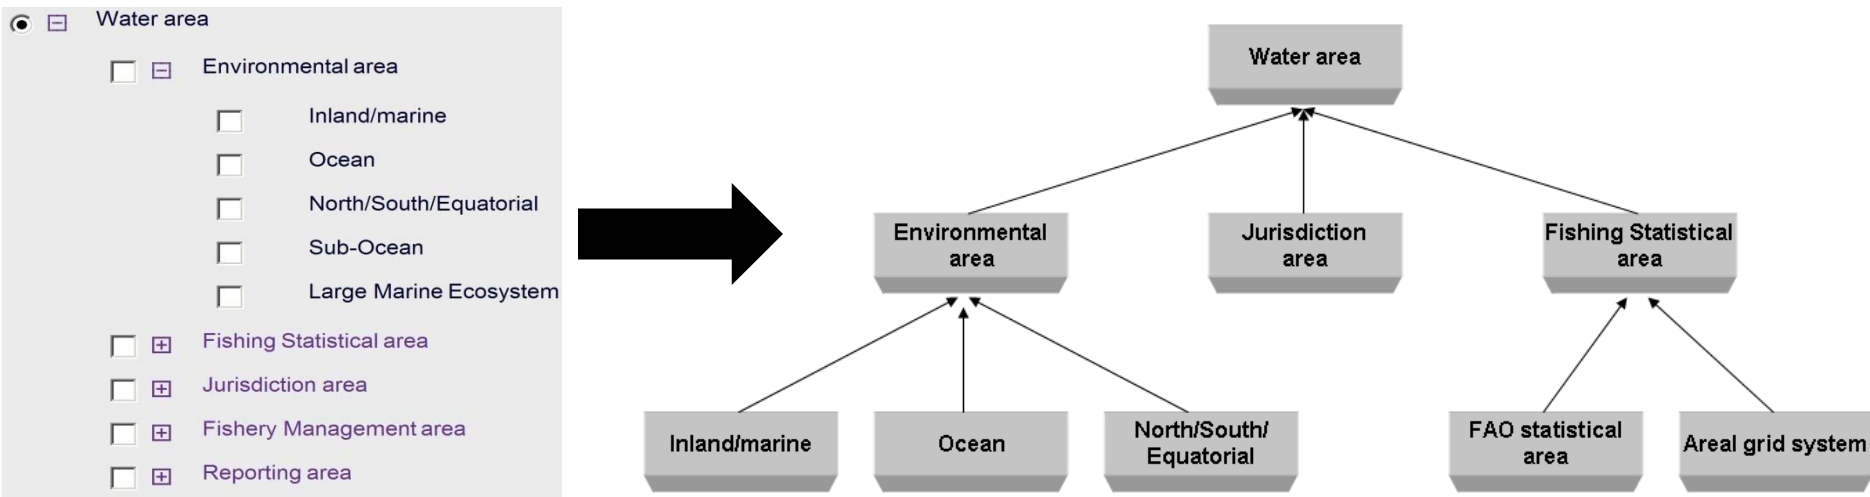 Water area
Environmental area
Inland/marine
Ocean
North/South/Equatorial
Sub-Ocean
Large Marine Ecosystem
Fishing Statistical area
Jurisdiction area
Fishery Management area
Reporting area
Water area
Environmental
area
Jurisdiction
area
Fishing Statistical
area
Inland/marine
Ocean
North/South/
Equatorial
FAO statistical
area
Areal grid system